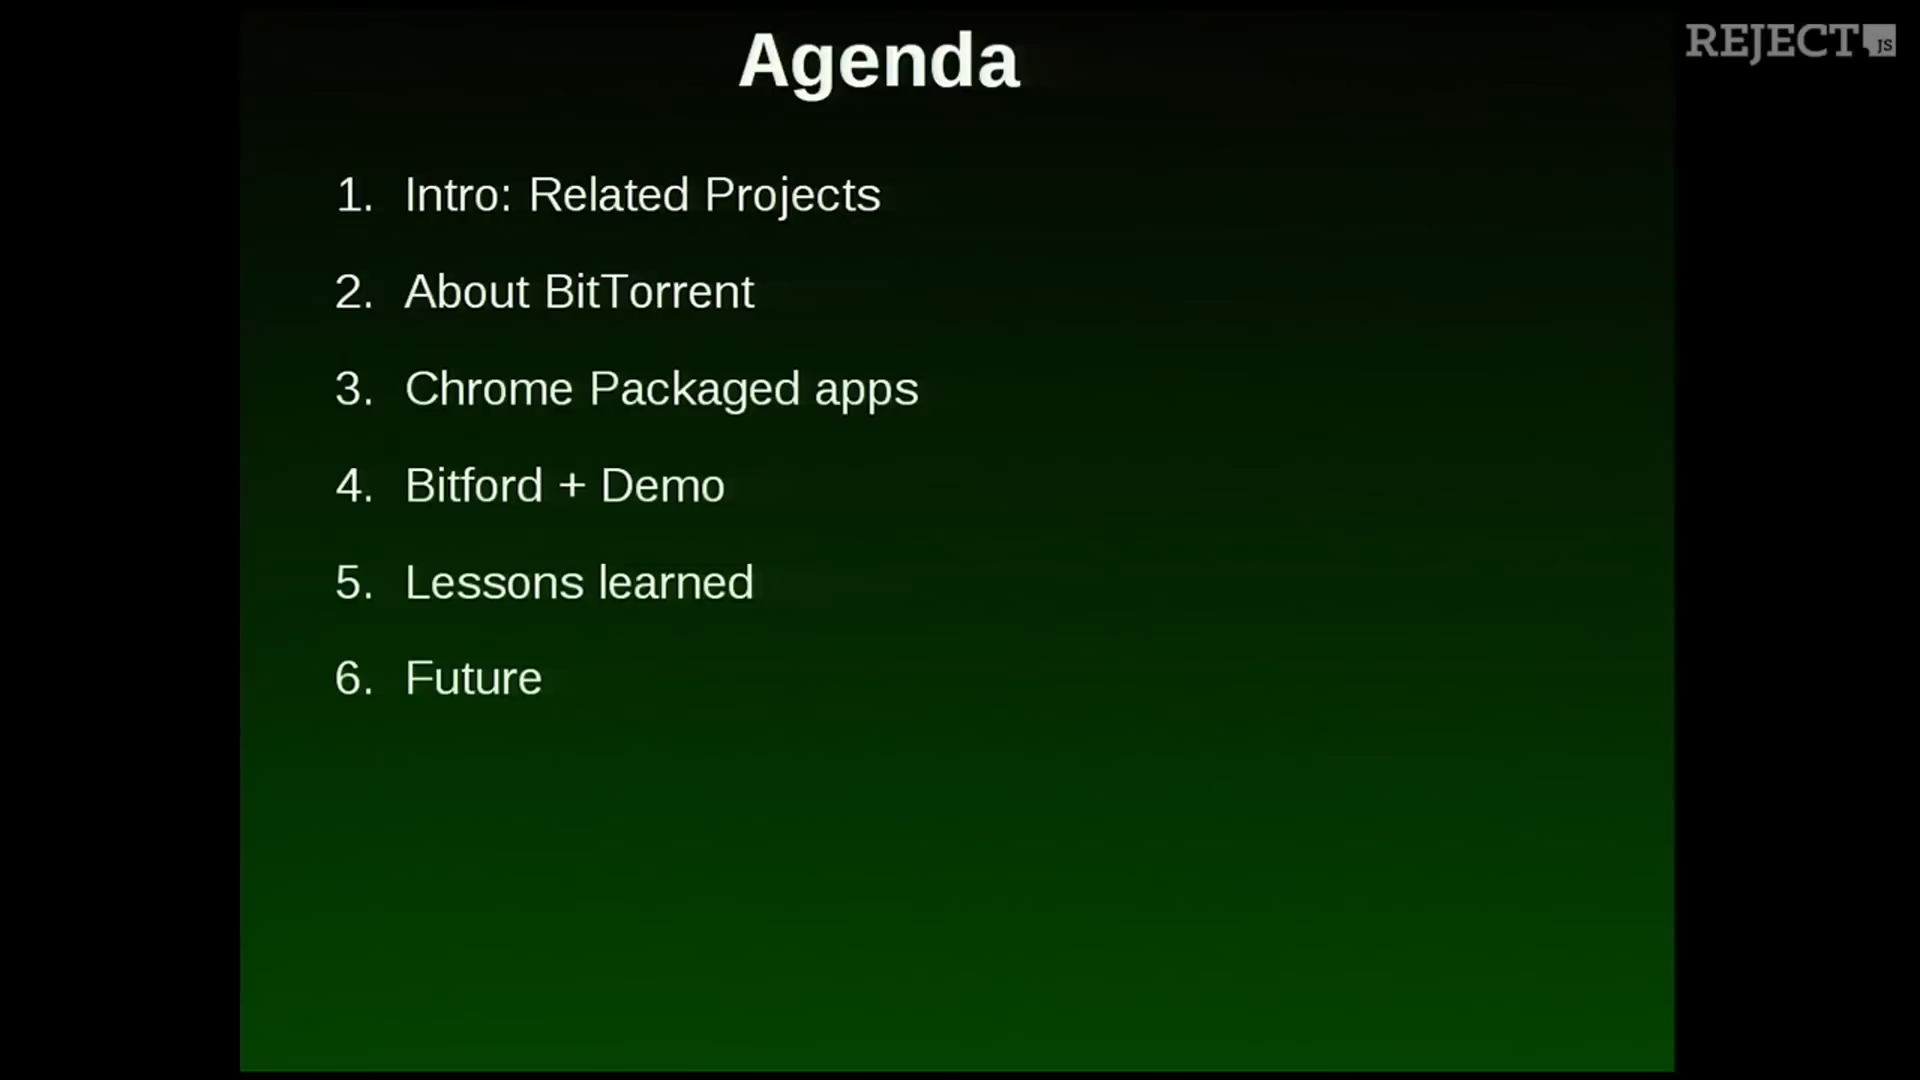 Agenda
REJECT JS
1. Intro: Related Projects
2. About BitTorrent
3. Chrome Packaged apps
4. Bitford + Demo
5. Lessons learned
6. Future